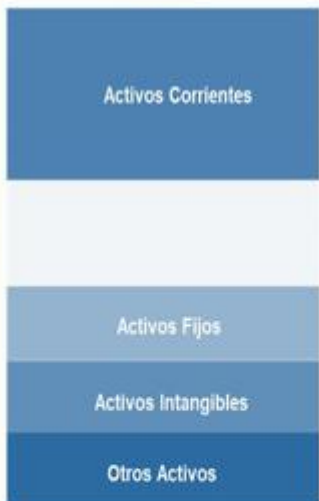 Activos Corrientes
Activos Fijos
Activos Intangibles
Otros Activos